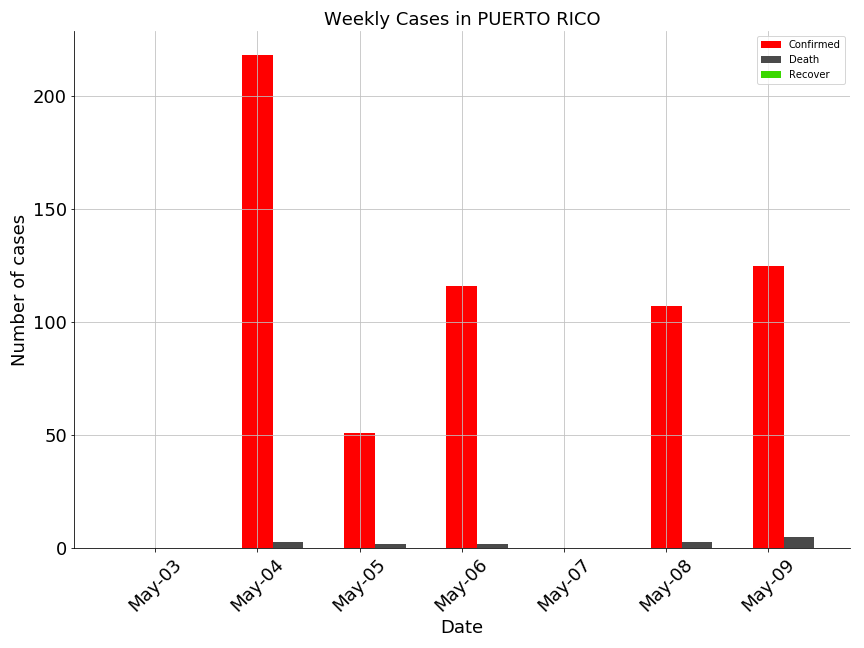 Weekly Cases in PUERTO RICO
Confirmed
Death
Recover
Number of cases
200
150
100
50
0
May-03
May-04
May-05
May-06
May-07
May-08
May-09
Date